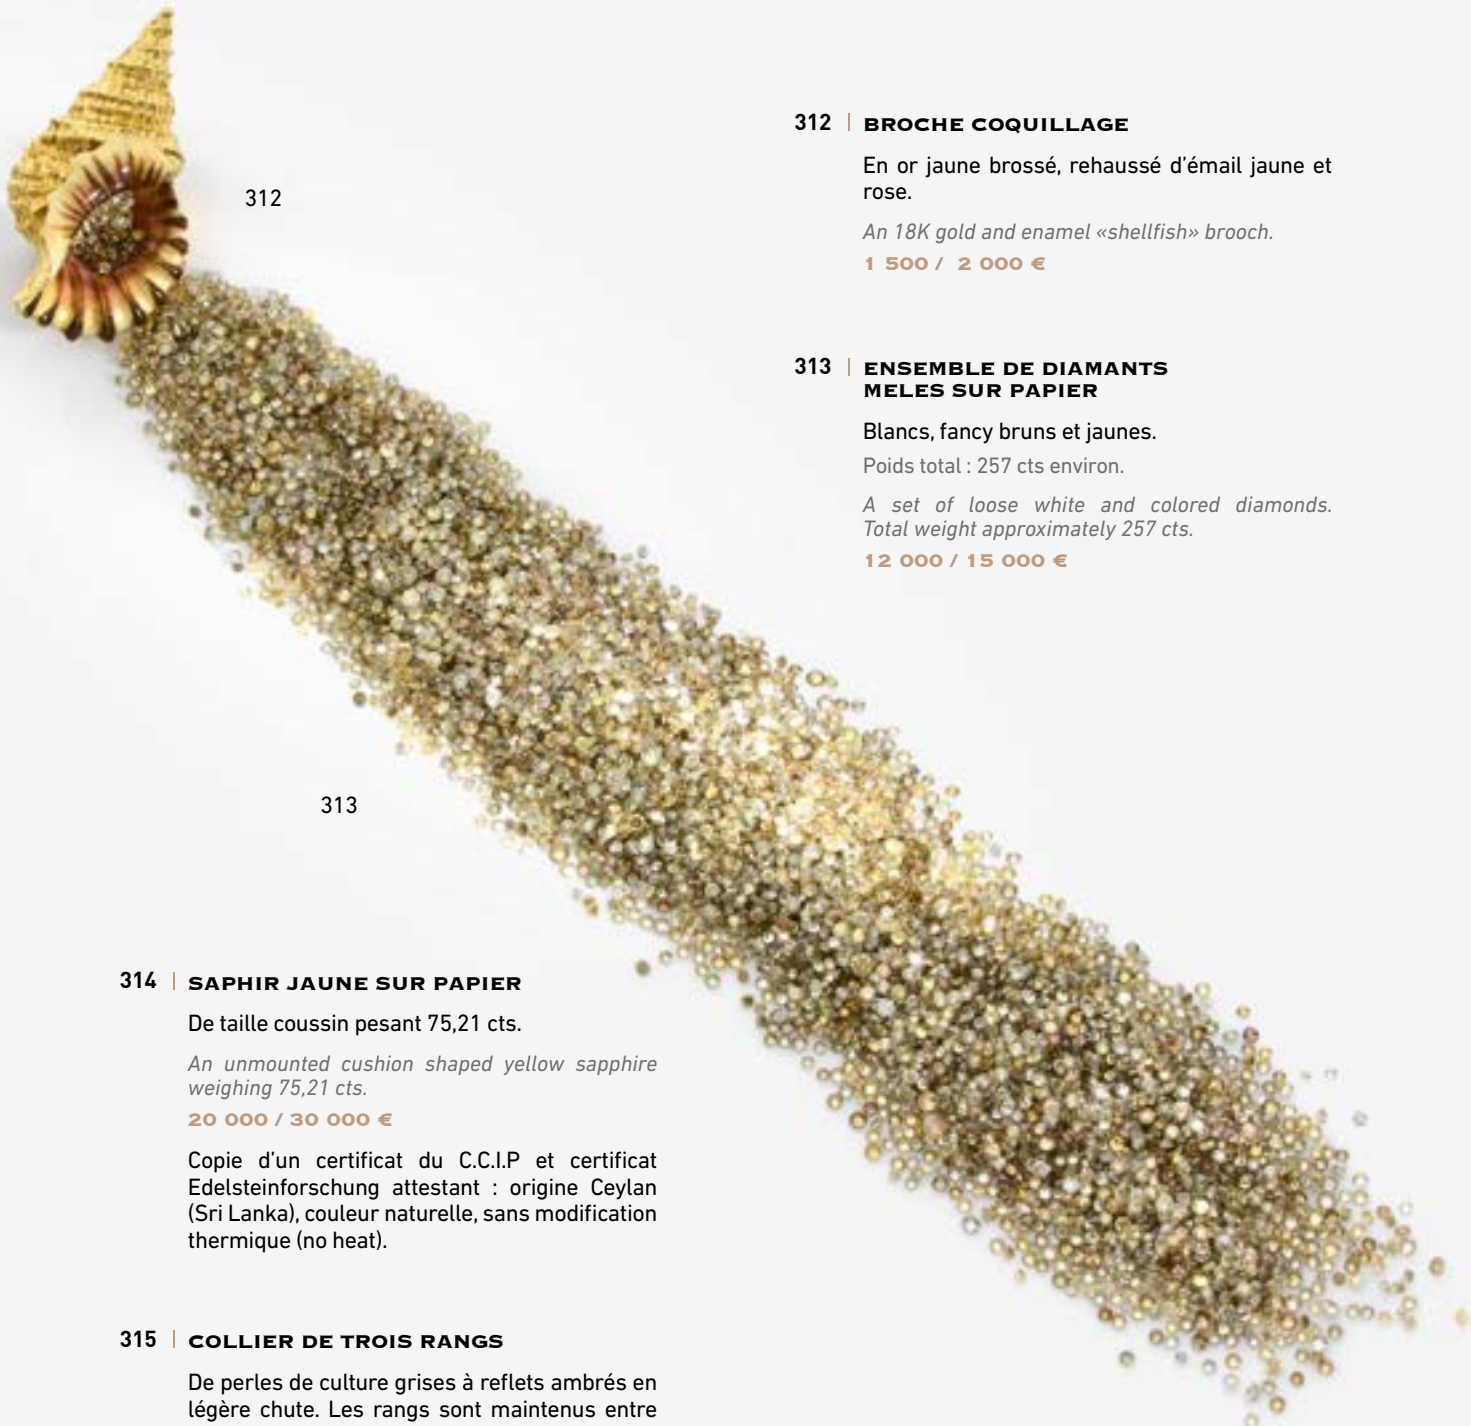 312
312 | BROCHE COQUILLAGE
En or jaune brossé, rehaussé d'émail jaune et
rose.
An 18K gold and enamel «shellfish» brooch.
1 500 / 2 000 €
313 | ENSEMBLE DE DIAMANTS
MELES SUR PAPIER
Blancs, fancy bruns et jaunes.
Poids total : 257 cts environ.
A set of loose white and colored diamonds.
Total weight approximately 257 cts.
12 000 / 15 000 €
313
314 | SAPHIR JAUNE SUR PAPIER
De taille coussin pesant 75,21 cts.
An unmounted cushion shaped yellow sapphire
weighing 75,21 cts.
20 000 / 30 000 €
Copie d'un certificat du C.C.I.P et certificat
Edelsteinforschung attestant : origine Ceylan
(Sri Lanka), couleur naturelle, sans modification
thermique (no heat).
315 | COLLIER DE TROIS RANGS
De perles de culture grises à reflets ambrés en
légère chute. Les rangs sont maintenus entre